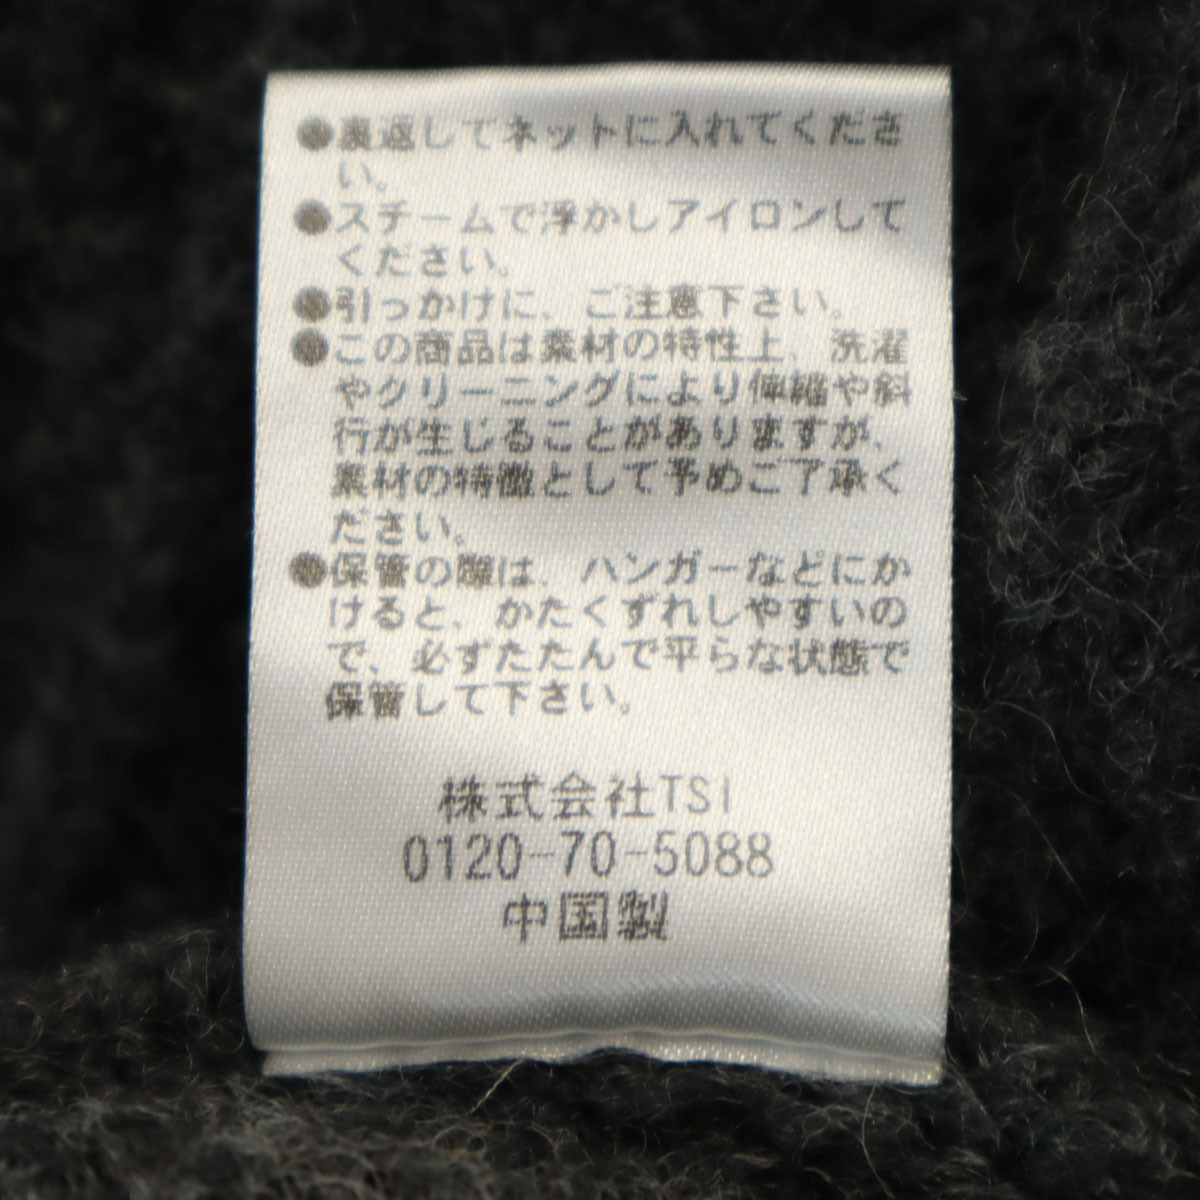 ●裏返してネットに入れてくださ
い。
●スチームで浮かしアイロンして
ください。
●引っかけに、ご注意下さい。
●この商品は素材の特性上、洗濯
やクリーニングにより伸縮や斜
行が生じることがありますが、
素材の特徴として予めご了承く
ださい。
●保管の際は、ハンガーなどにか
けると、かたくずれしやすいの
で、必ずたたんで平らな状態で
保管して下さい。
株式会社TSI
0120-70-5088
中国製